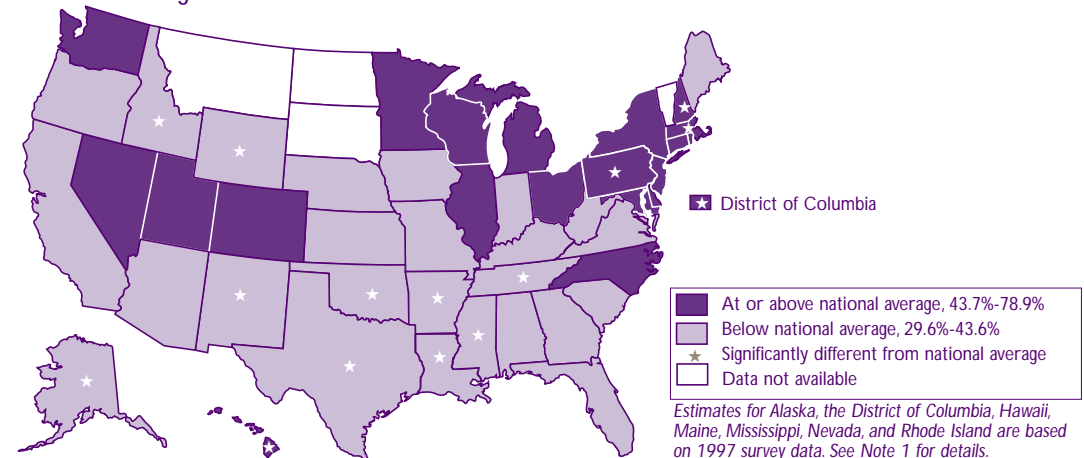 District of Columbia
At or above national average, 43.7%-78.9%
Below national average, 29.6%-43.6%
Significantly different from national average
Data not available
Estimates for Alaska, the District of Columbia, Hawaii,
Maine, Mississippi, Nevada, and Rhode Island are based
on 1997 survey data. See Note 1 for details.